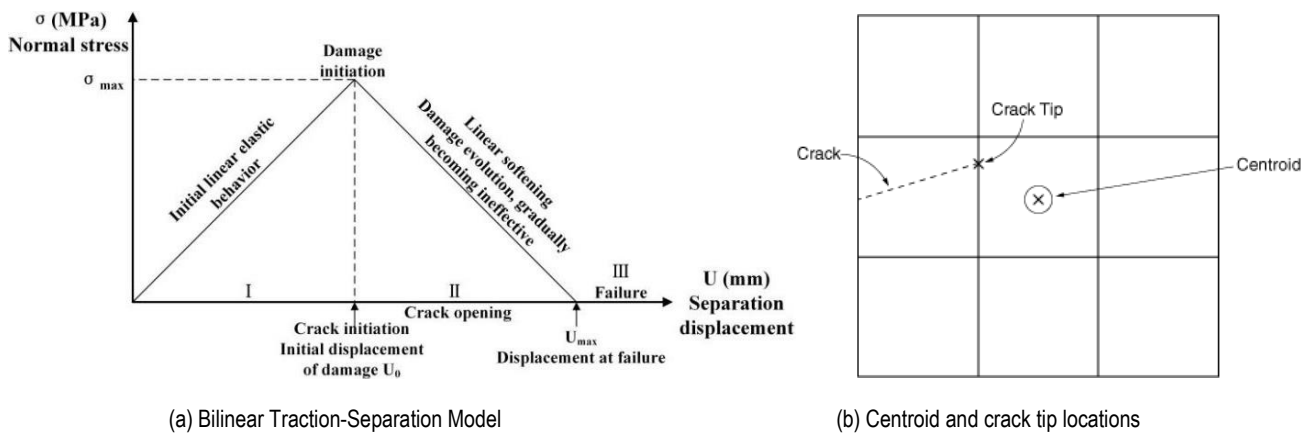 σ (MPa)
Normal stress
σ max
Damage
initiation
Initial linear elastic
behavior
Linear softening
Damage evolution, gradually
becoming ineffective
I
II
III
Failure
Crack opening
U (mm)
Separation
displacement
Crack initiation
Initial displacement
of damage U0
Umax
Displacement at failure
(a) Bilinear Traction-Separation Model
Crack Tip
Crack
Centroid
(b) Centroid and crack tip locations